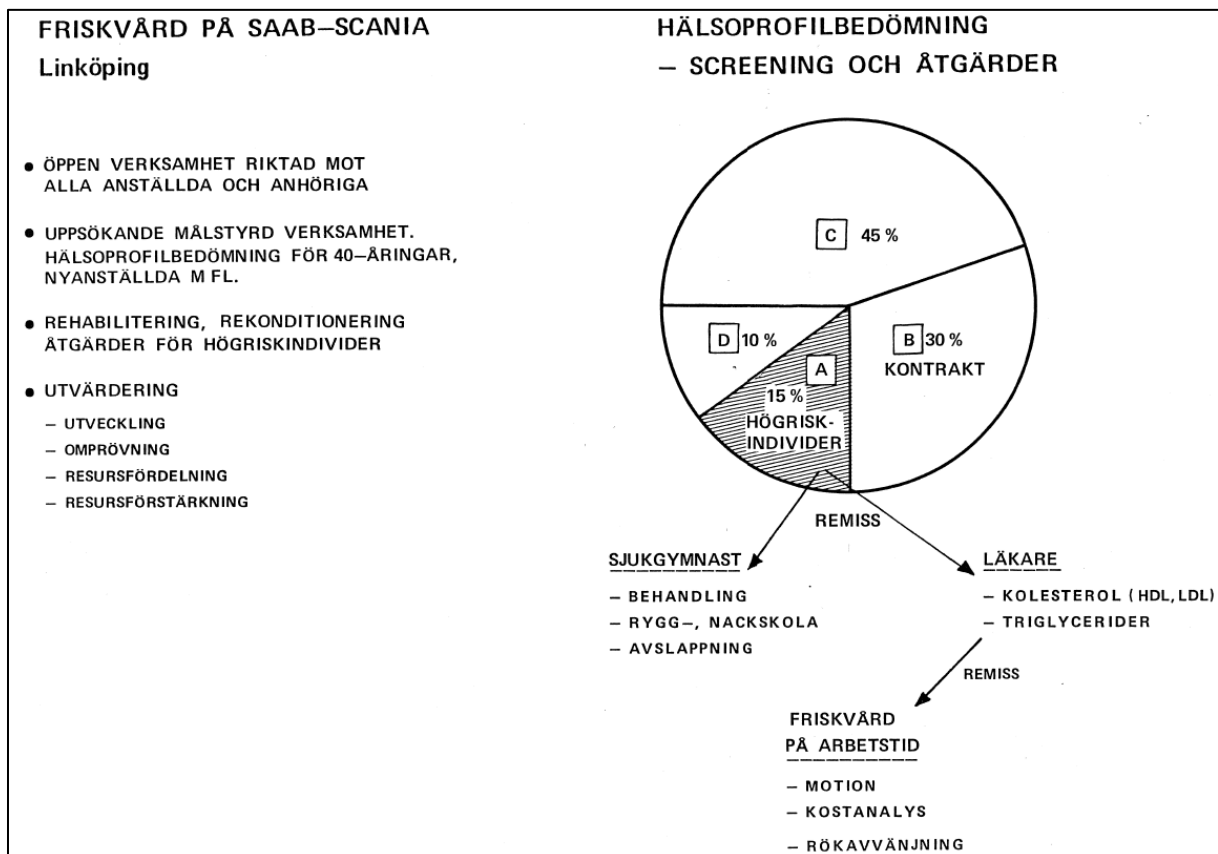 FRISKVÅRD PÅ SAAB–SCANIA
Linköping
• ÖPPEN VERKSAMHET RIKTAD MOT
ALLA ANSTÄLLDA OCH ANHÖRIGA
• UPPSÖKANDE MÅLSTYRD VERKSAMHET.
HÄLSOPROFILBEDÖMNING FÖR 40–ÅRINGAR,
NYANSTÄLLDA M FL.
• REHABILITERING, REKONDITIONERING
ÅTGÄRDER FÖR HÖGRISKINDIVIDER
• UTVÄRDERING
– UTVECKLING
– OMPRÖVNING
– RESURSFÖRDELNING
– RESURSFÖRSTÄRKNING
HÄLSOPROFILBEDÖMNING
– SCREENING OCH ÅTGÄRDER
C 45 %
D 10 %
B 30 %
KONTRAKT
A
15 %
HÖGRISK-
INDIVIDER
REMISS
SJUKGYMNAST
– BEHANDLING
– RYGG–, NACKSKOLA
– AVSLAPPNING
LÄKARE
– KOLESTEROL (HDL, LDL)
– TRIGLYCERIDER
REMISS
FRISKVÅRD
PÅ ARBETSTID
– MOTION
– KOSTANALYS
– RÖKAVVÄNJNING